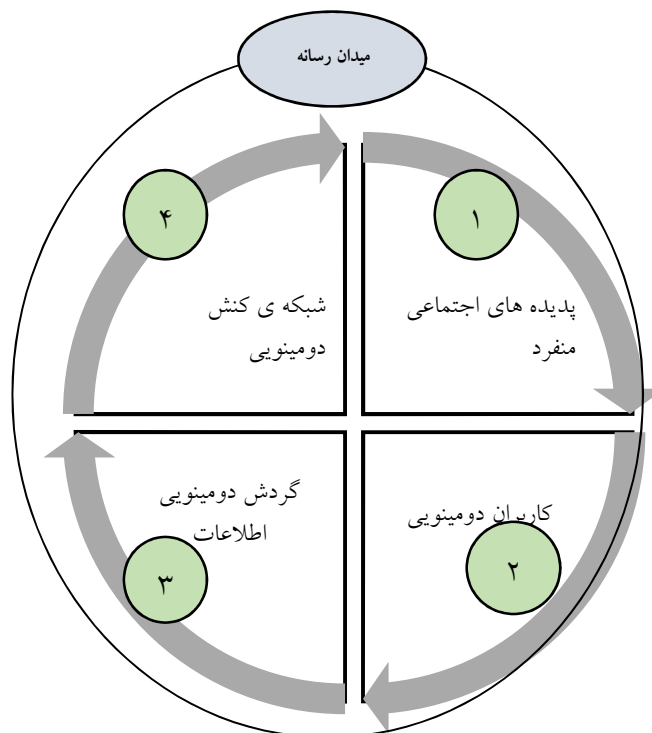 میدان رسانه
۱
پدیده های اجتماعی
منفرد
۲
کاربران دومینویی
۳
گردش دومینویی
اطلاعات
۴
شبکه ی کنش
دومینویی